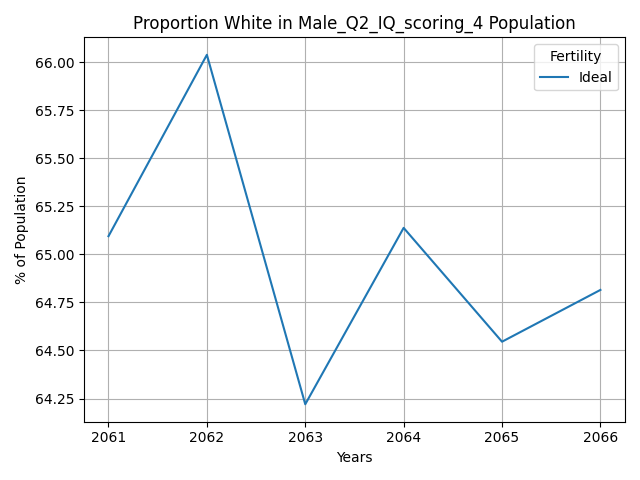 Proportion White in Male_Q2_IQ_scoring_4 Population
Fertility
Ideal
66.00
65.75
65.50
65.25
65.00
64.75
64.50
64.25
% of Population
2061 2062 2063 2064 2065 2066
Years